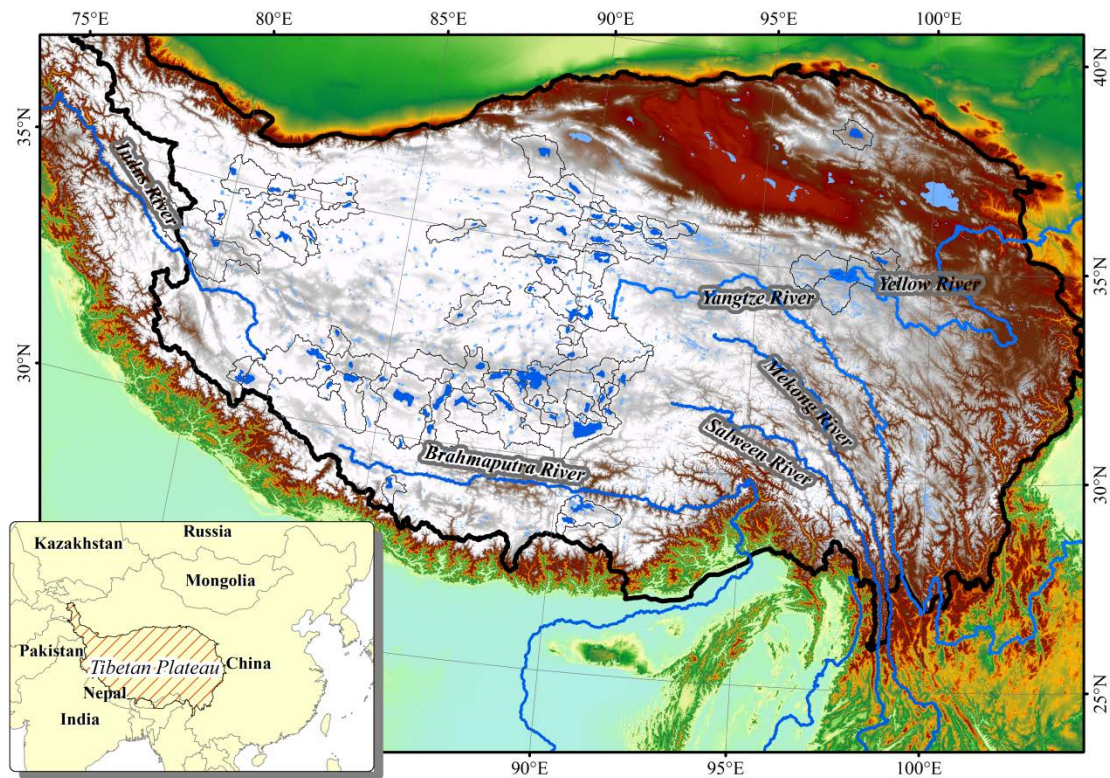 75°E
80°E
85°E
90°E
95°E
100°E
40°N
35°N
Indus River
35°N
Yangtze River
Yellow River
30°N
Mekong River
Salween River
Brahmaputra River
30°N
Russia
Kazakhstan
Mongolia
Pakistan
Tibetan Plateau
China
Nepal
India
25°N
90°E
95°E
100°E